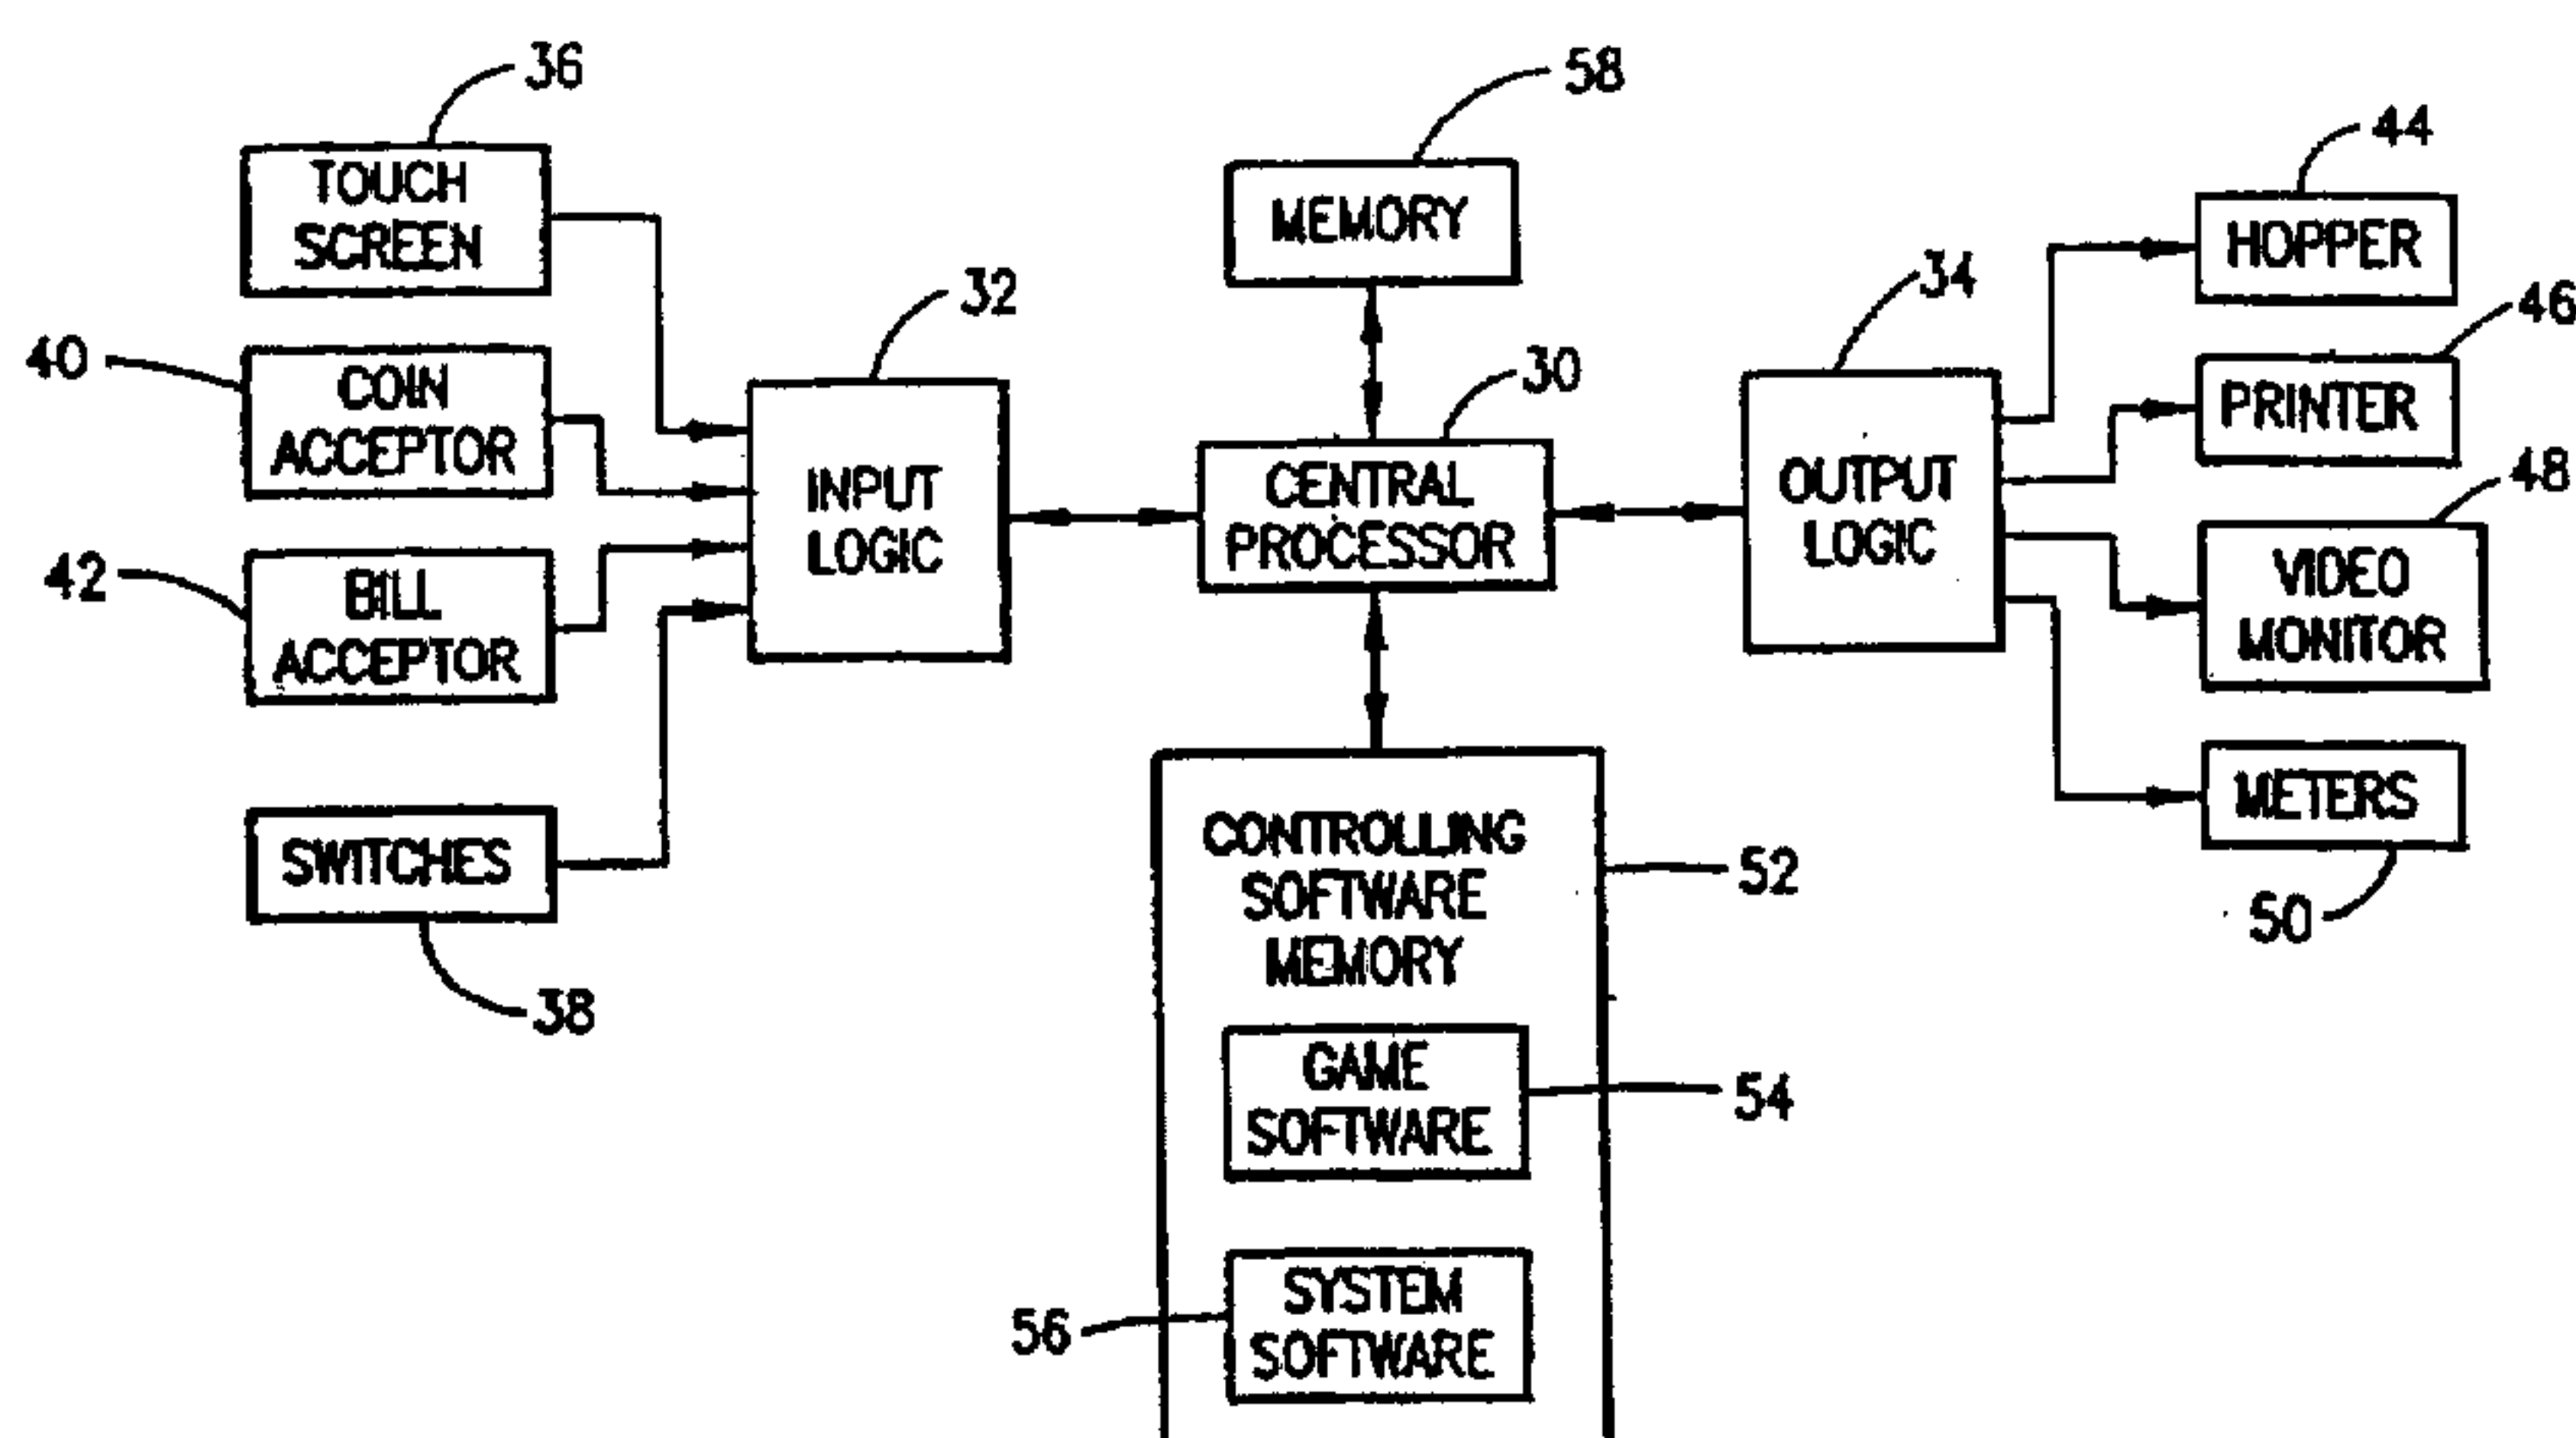 36
TOUCH
SCREEN
40
COIN
ACCEPTOR
42
BILL
ACCEPTOR
SWITCHES
38
32
INPUT
LOGIC
58
MEMORY
30
CENTRAL
PROCESSOR
CONTROLLING
SOFTWARE
MEMORY
52
GAME
SOFTWARE
54
SYSTEM
SOFTWARE
56
34
OUTPUT
LOGIC
44
HOPPER
46
PRINTER
48
VIDEO
MONITOR
METERS
50